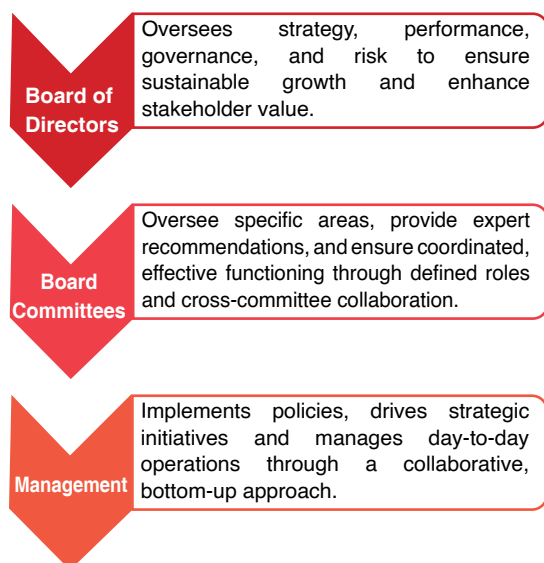 Board of
Directors
Oversees strategy, performance,
governance, and risk to ensure
sustainable growth and enhance
stakeholder value.
Board
Committees
Oversee specific areas, provide expert
recommendations, and ensure coordinated,
effective functioning through defined roles
and cross-committee collaboration.
Management
Implements policies, drives strategic
initiatives and manages day-to-day
operations through a collaborative,
bottom-up approach.